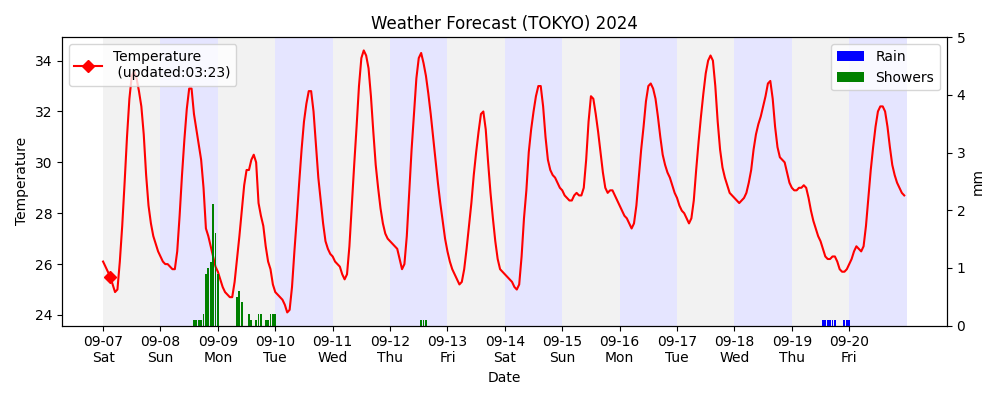 Weather Forecast (TOKYO) 2024
Temperature
(updated:03:23)
Rain
Showers
Temperature
34
32
30
28
26
24
5
4
3
2
1
0
mm
09-07 09-08 09-09 09-10 09-11 09-12 09-13 09-14 09-15 09-16 09-17 09-18 09-19 09-20
Sat Sun Mon Tue Wed Thu Fri Sat Sun Mon Tue Wed Thu Fri
Date